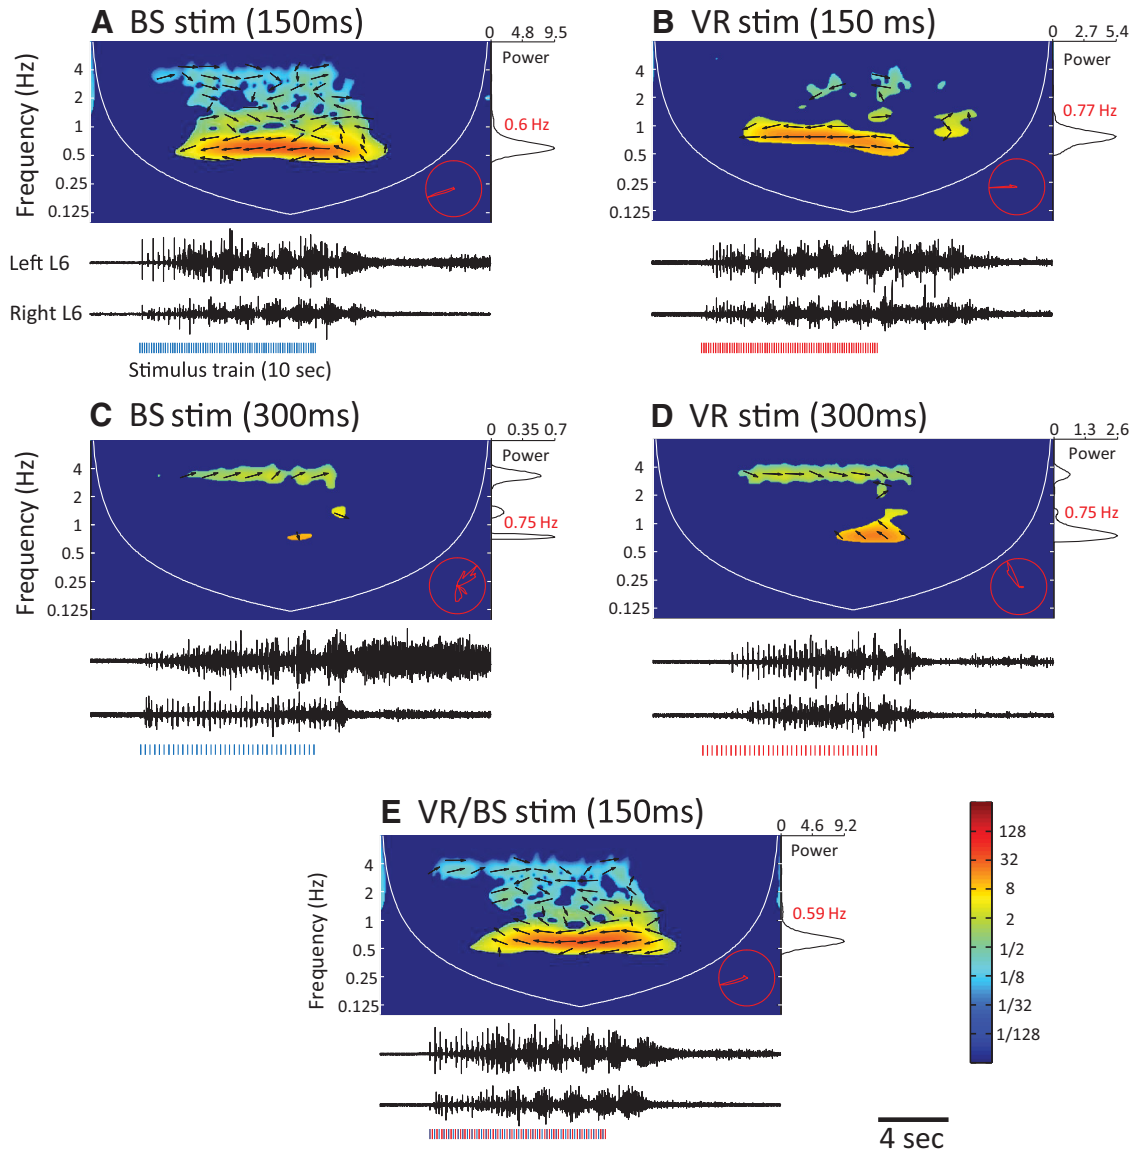 A BS stim (150ms)
0 4.8 9.5
Power
Frequency (Hz)
4
2
1
0.5
0.25
0.125
0.6 Hz
B VR stim (150 ms)
0 2.7 5.4
Power
4
2
1
0.5
0.25
0.125
0.77 Hz
Left L6
Right L6
Stimulus train (10 sec)
C BS stim (300ms)
0 0.35 0.7
Power
Frequency (Hz)
4
2
1
0.5
0.25
0.125
0.75 Hz
D VR stim (300ms)
0 1.3 2.6
Power
4
2
1
0.5
0.25
0.125
0.75 Hz
E VR/BS stim (150ms)
0 4.6 9.2
Power
Frequency (Hz)
4
2
1
0.5
0.25
0.125
0.59 Hz
128
32
8
2
1/2
1/8
1/32
1/128
4 sec